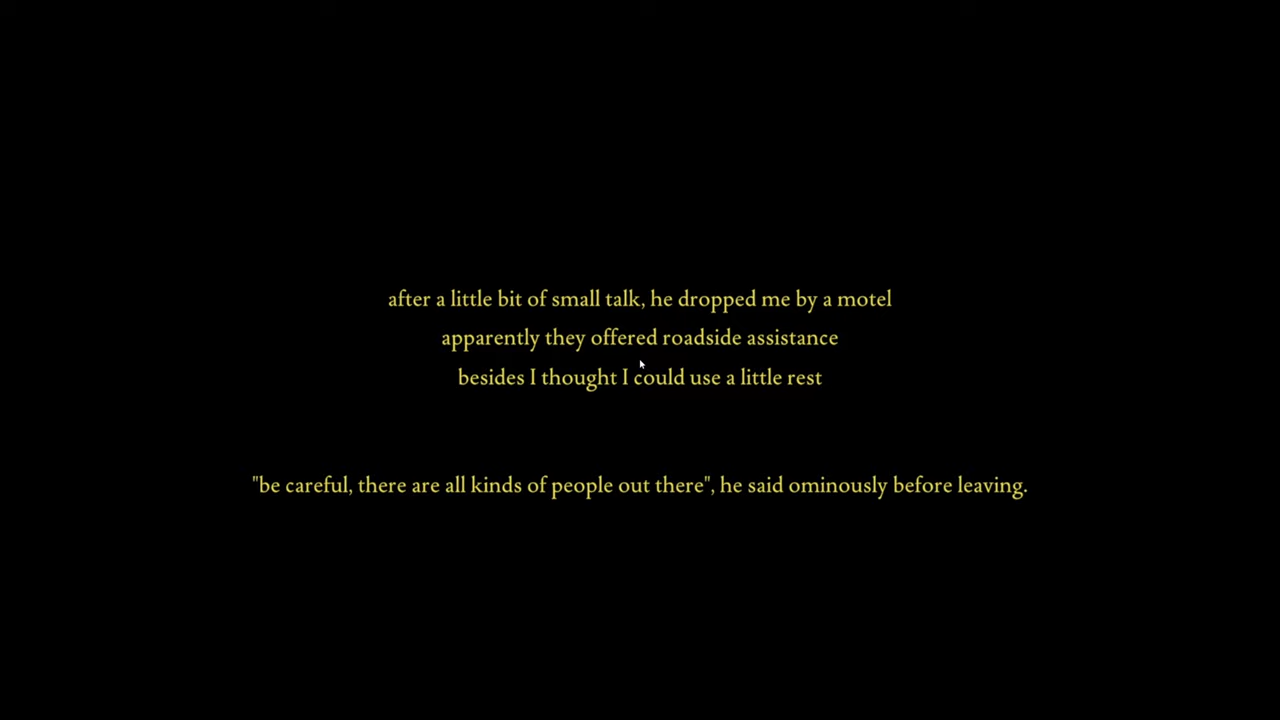 after a little bit of small talk, he dropped me by a motel
apparently they offered roadside assistance
besides I thought I could use a little rest
"be careful, there are all kinds of people out there", he said ominously before leaving.